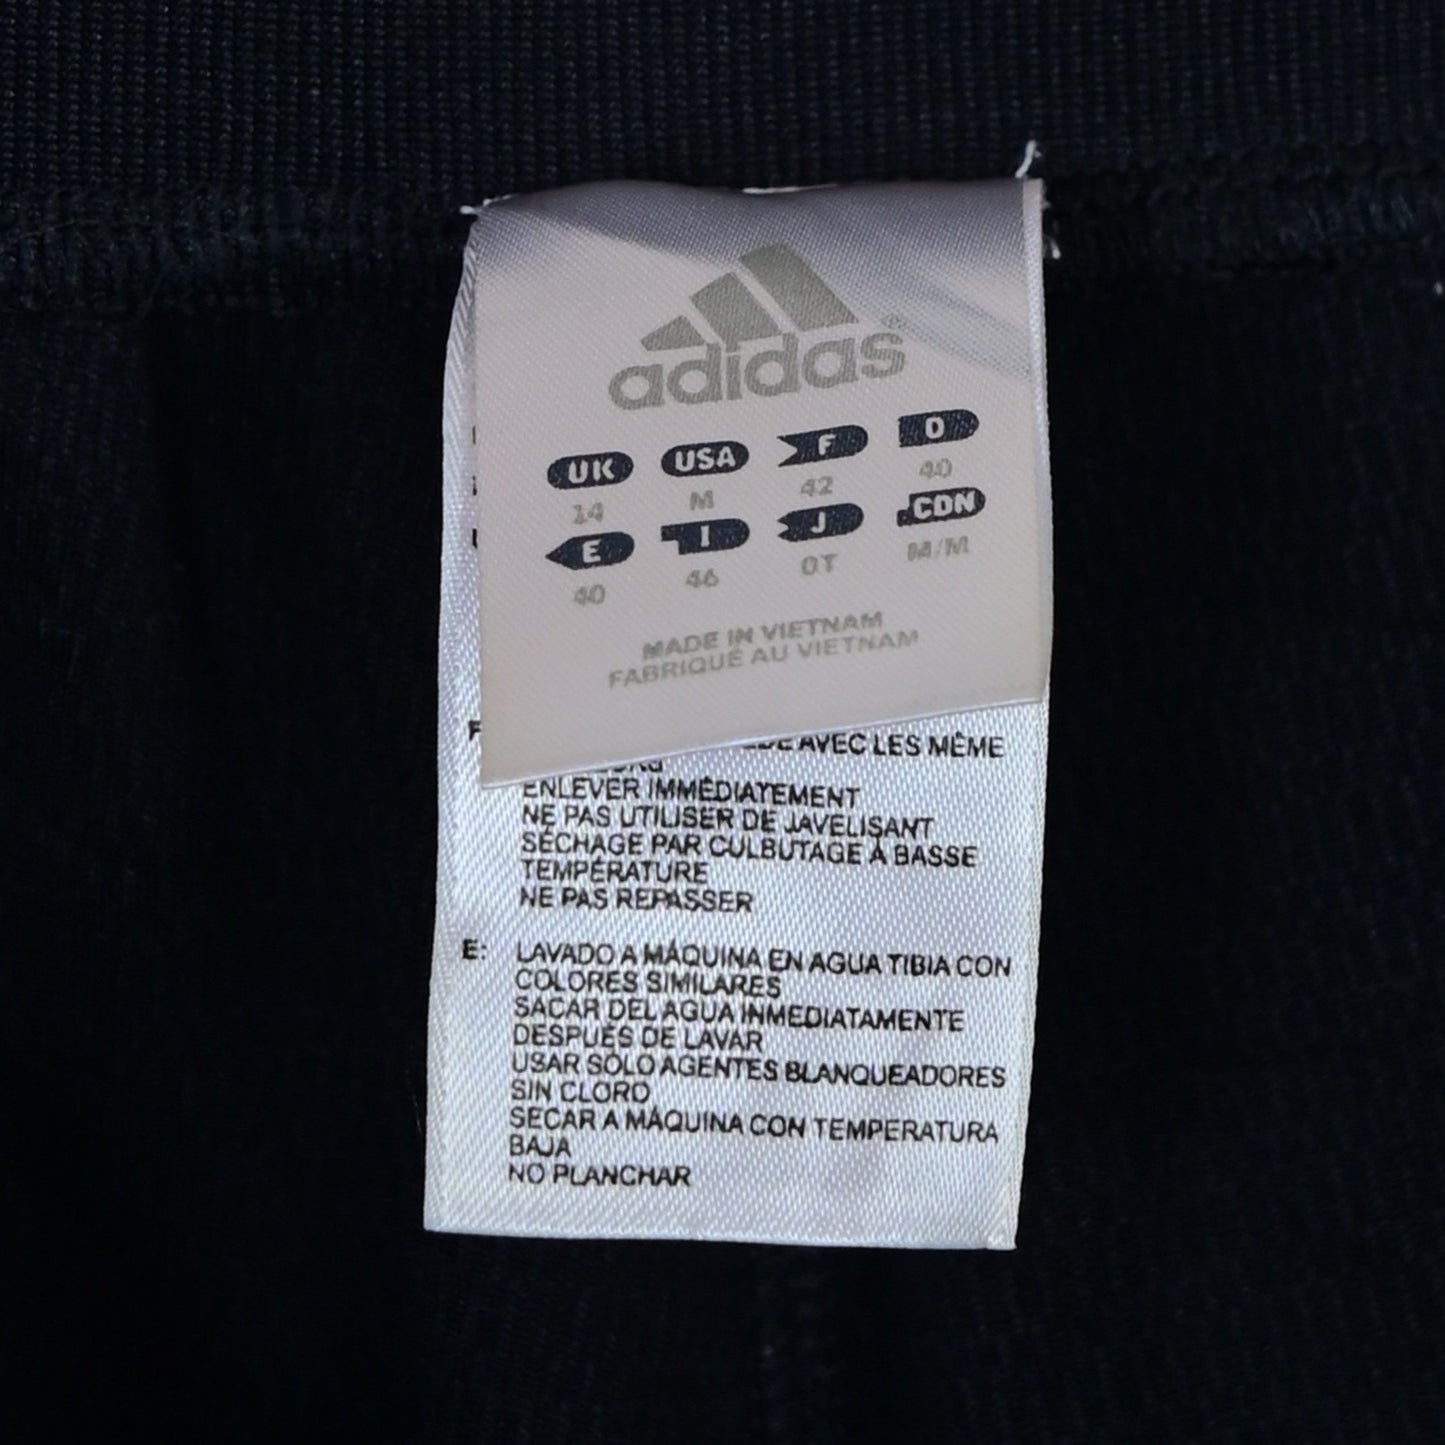 adidas®
UK USA F D
14 M 42 40
E I J CDN
40 46 OT M/M
MADE IN VIETNAM
FABRIQUÉ AU VIETNAM
AVEC LES MÊME
ENLEVER IMMÉDIATEMENT
NE PAS UTILISER DE JAVELISANT
SÉCHAGE PAR CULBUTAGE À BASSE
TEMPÉRATURE
NE PAS REPASSER
E: LAVADO A MÁQUINA EN AGUA TIBIA CON
COLORES SIMILARES
SACAR DEL AGUA INMEDIATAMENTE
DESPUÉS DE LAVAR
USAR SÓLO AGENTES BLANQUEADORES
SIN CLORO
SECAR A MÁQUINA CON TEMPERATURA
BAJA
NO PLANCHAR